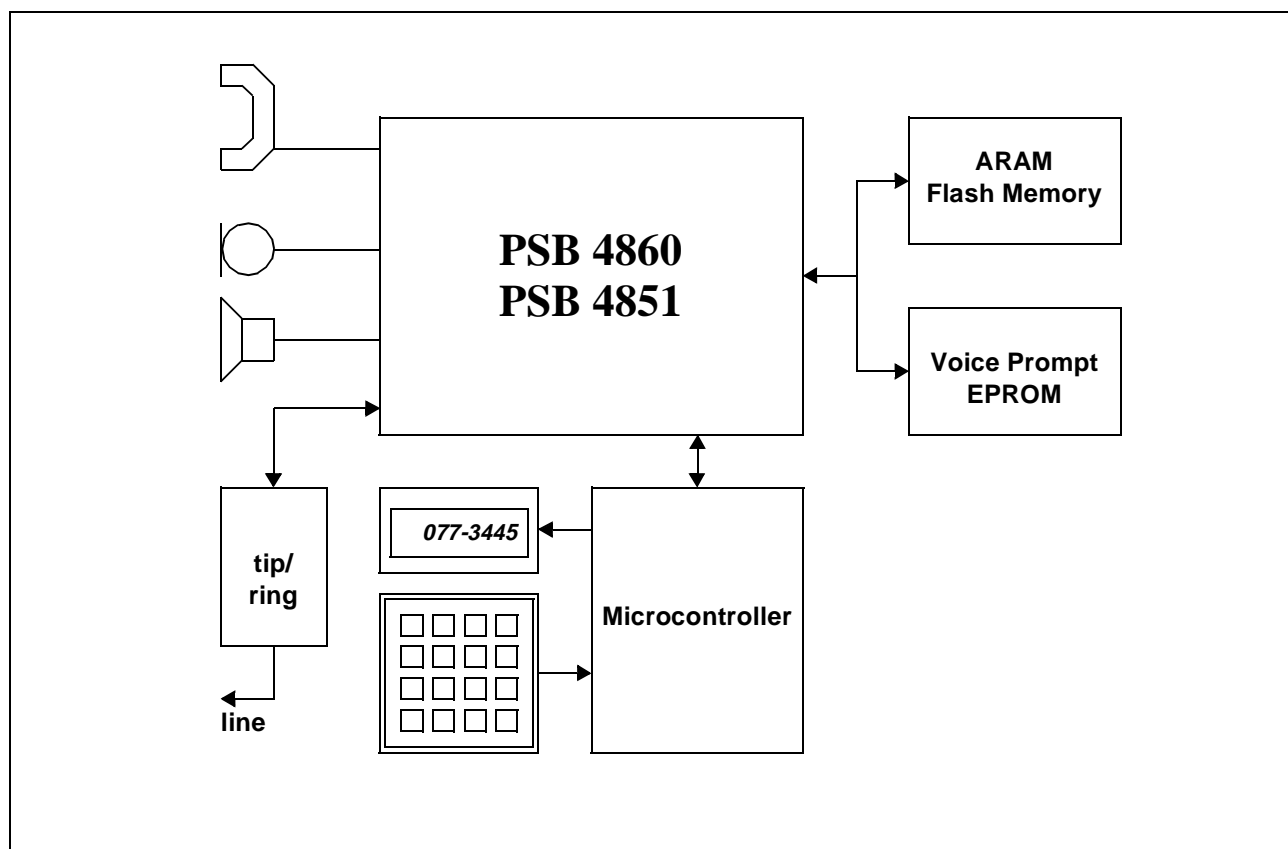 PSB 4860
PSB 4851
ARAM
Flash Memory
Voice Prompt
EPROM
tip/
ring
line
077-3445
Microcontroller